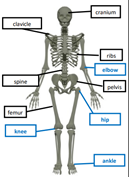 cranium
clavicle
ribs
elbow
spine
pelvis
femur
hip
knee
ankle